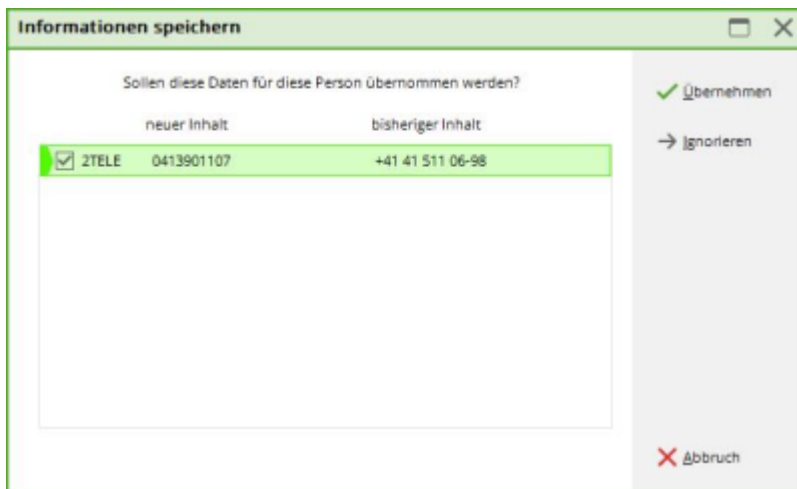 Informationen speichern
Sollen diese Daten für diese Person übernommen werden?
neuer Inhalt bisheriger Inhalt
2TELE 0413901107 +41 41 511 06-98
Übernehmen
Ignorieren
Abbruch